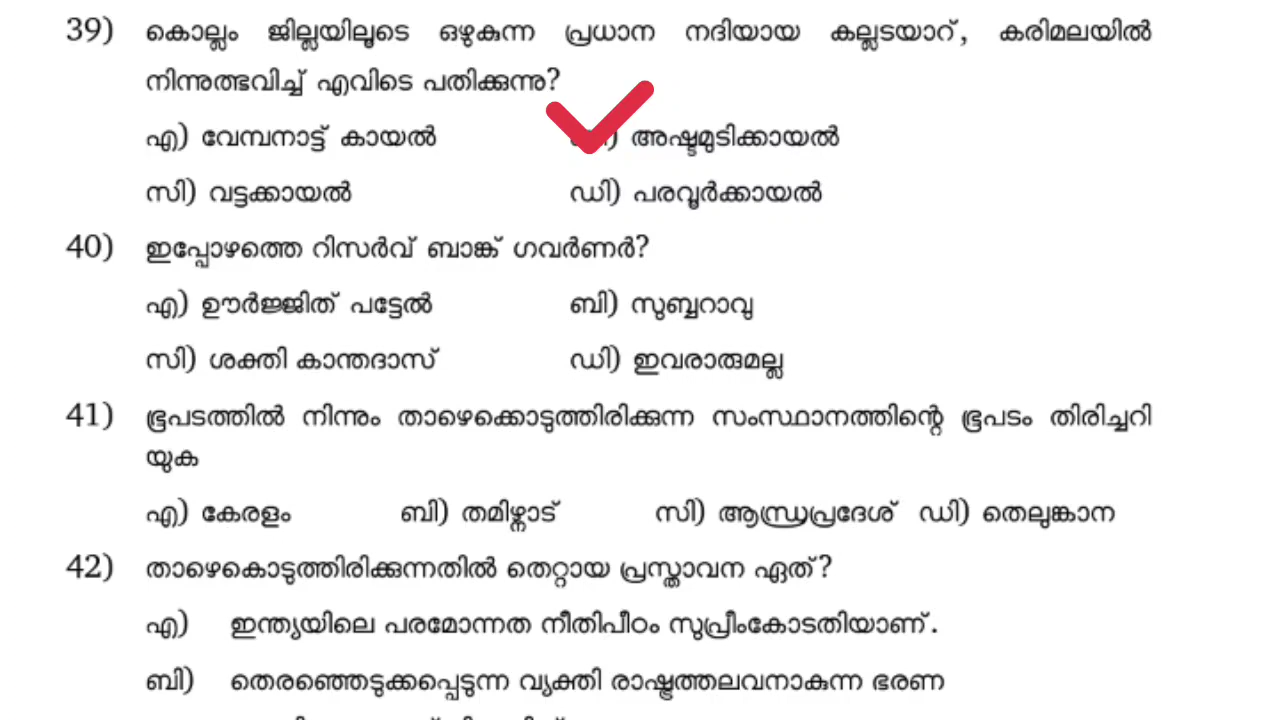 39) കൊല്ലം ജില്ലയിലൂടെ ഒഴുകുന്ന പ്രധാന നദിയായ കല്ലടയാറ്, കരിമലയിൽ
നിന്നുത്ഭവിച്ച് എവിടെ പതിക്കുന്നു?
എ) വേമ്പനാട്ട് കായൽ അഷ്ടമുടിക്കായൽ
സി) വട്ടക്കായൽ ഡി) പരവൂർക്കായൽ
40) ഇപ്പോഴത്തെ റിസർവ് ബാങ്ക് ഗവർണർ?
എ) ഊർജ്ജിത് പട്ടേൽ ബി) സുബ്ബറാവു
സി) ശക്തി കാന്തദാസ് ഡി) ഇവരാരുമല്ല
41) ഭൂപടത്തിൽ നിന്നും താഴെക്കൊടുത്തിരിക്കുന്ന സംസ്ഥാനത്തിന്റെ ഭൂപടം തിരിച്ചറി
യുക
എ) കേരളം ബി) തമിഴ്നാട് സി) ആന്ധ്രപ്രദേശ് ഡി) തെലുങ്കാന
42) താഴെകൊടുത്തിരിക്കുന്നതിൽ തെറ്റായ പ്രസ്താവന ഏത്?
എ) ഇന്ത്യയിലെ പരമോന്നത നീതിപീഠം സുപ്രീംകോടതിയാണ്.
ബി) തെരഞ്ഞെടുക്കപ്പെടുന്ന വ്യക്തി രാഷ്ട്രത്തലവനാകുന്ന ഭരണ